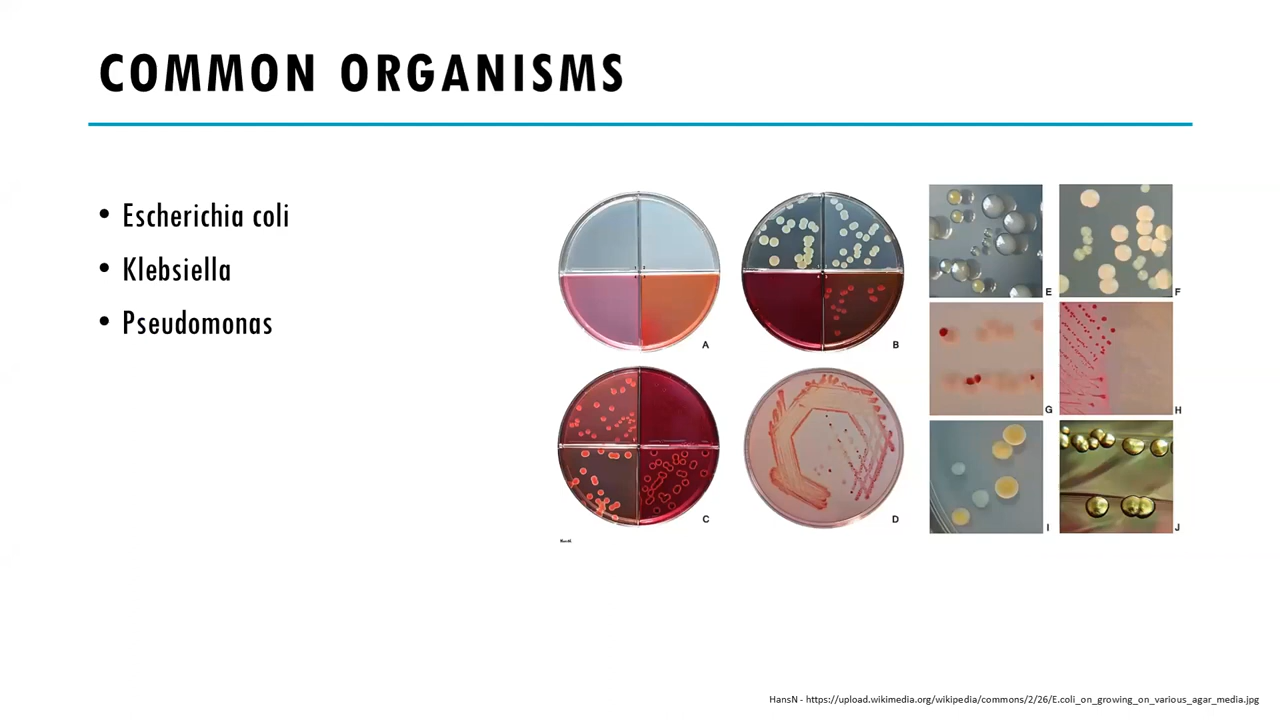 COMMON ORGANISMS
• Escherichia coli
• Klebsiella
• Pseudomonas
A
B
C
D
E
F
G
H
I
J
HansN - https://upload.wikimedia.org/wikipedia/commons/2/26/E.coli_on_growing_on_various_agar_media.jpg